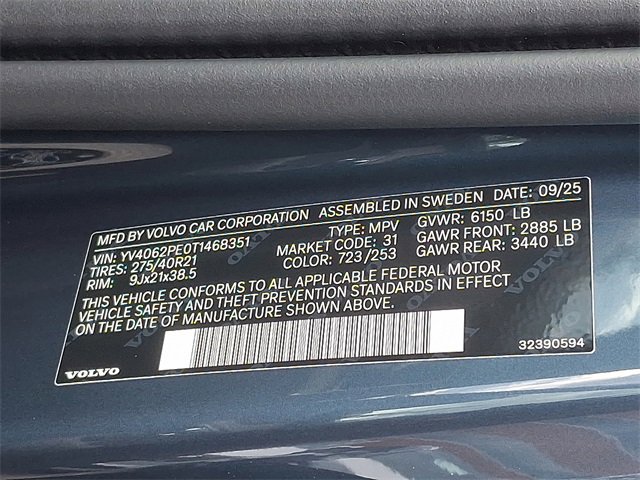 MFD BY VOLVO CAR CORPORATION ASSEMBLED IN SWEDEN DATE: 09/25
VIN: YV4062PE0T1468351 TYPE: MPV GVWR: 6150 LB
TIRES: 275/40R21 MARKET CODE: 31 GAWR FRONT: 2885 LB
RIM: 9Jx21x38.5 COLOR: 723/253 GAWR REAR: 3440 LB
THIS VEHICLE CONFORMS TO ALL APPLICABLE FEDERAL MOTOR
VEHICLE SAFETY AND THEFT PREVENTION STANDARDS IN EFFECT
ON THE DATE OF MANUFACTURE SHOWN ABOVE.
VOLVO 32390594